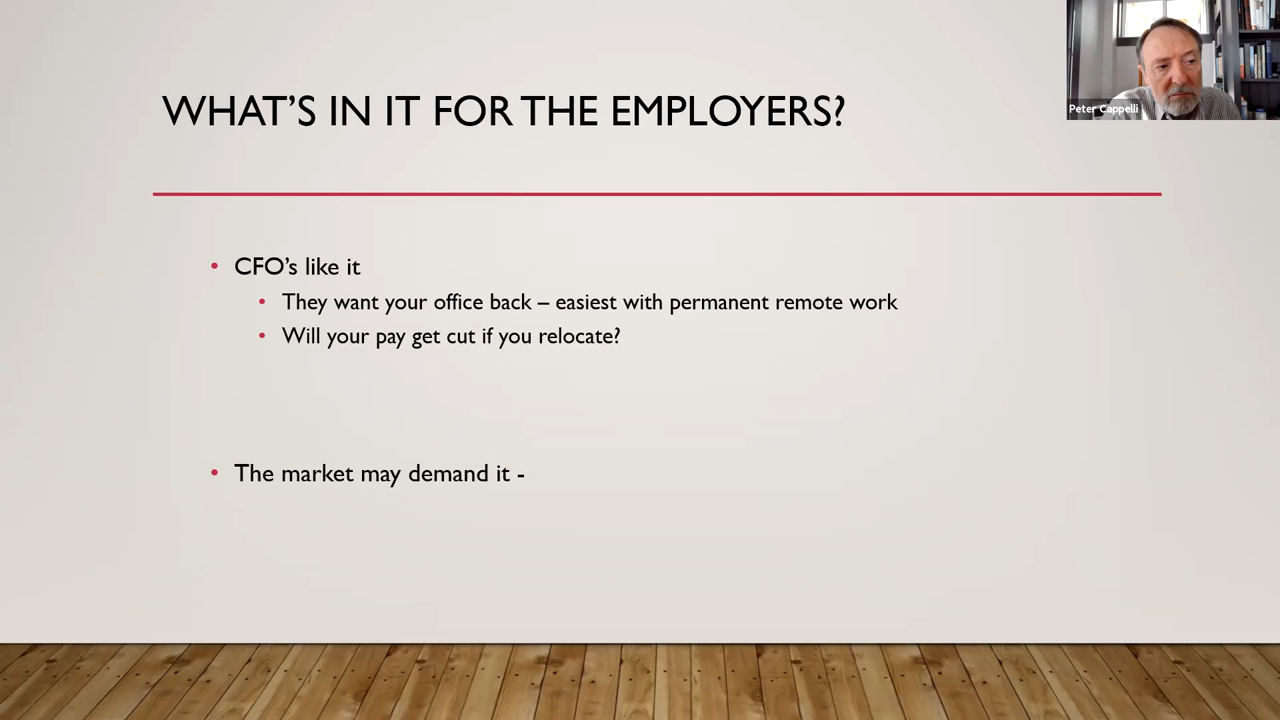 WHAT'S IN IT FOR THE EMPLOYERS?
Peter Cappelli
• CFO's like it
• They want your office back – easiest with permanent remote work
• Will your pay get cut if you relocate?
• The market may demand it -